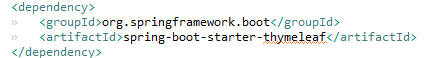 <dependency>
» <groupId>org.springframework.boot</groupId>
» <artifactId>spring-boot-starter-thymeleaf</artifactId>
</dependency>